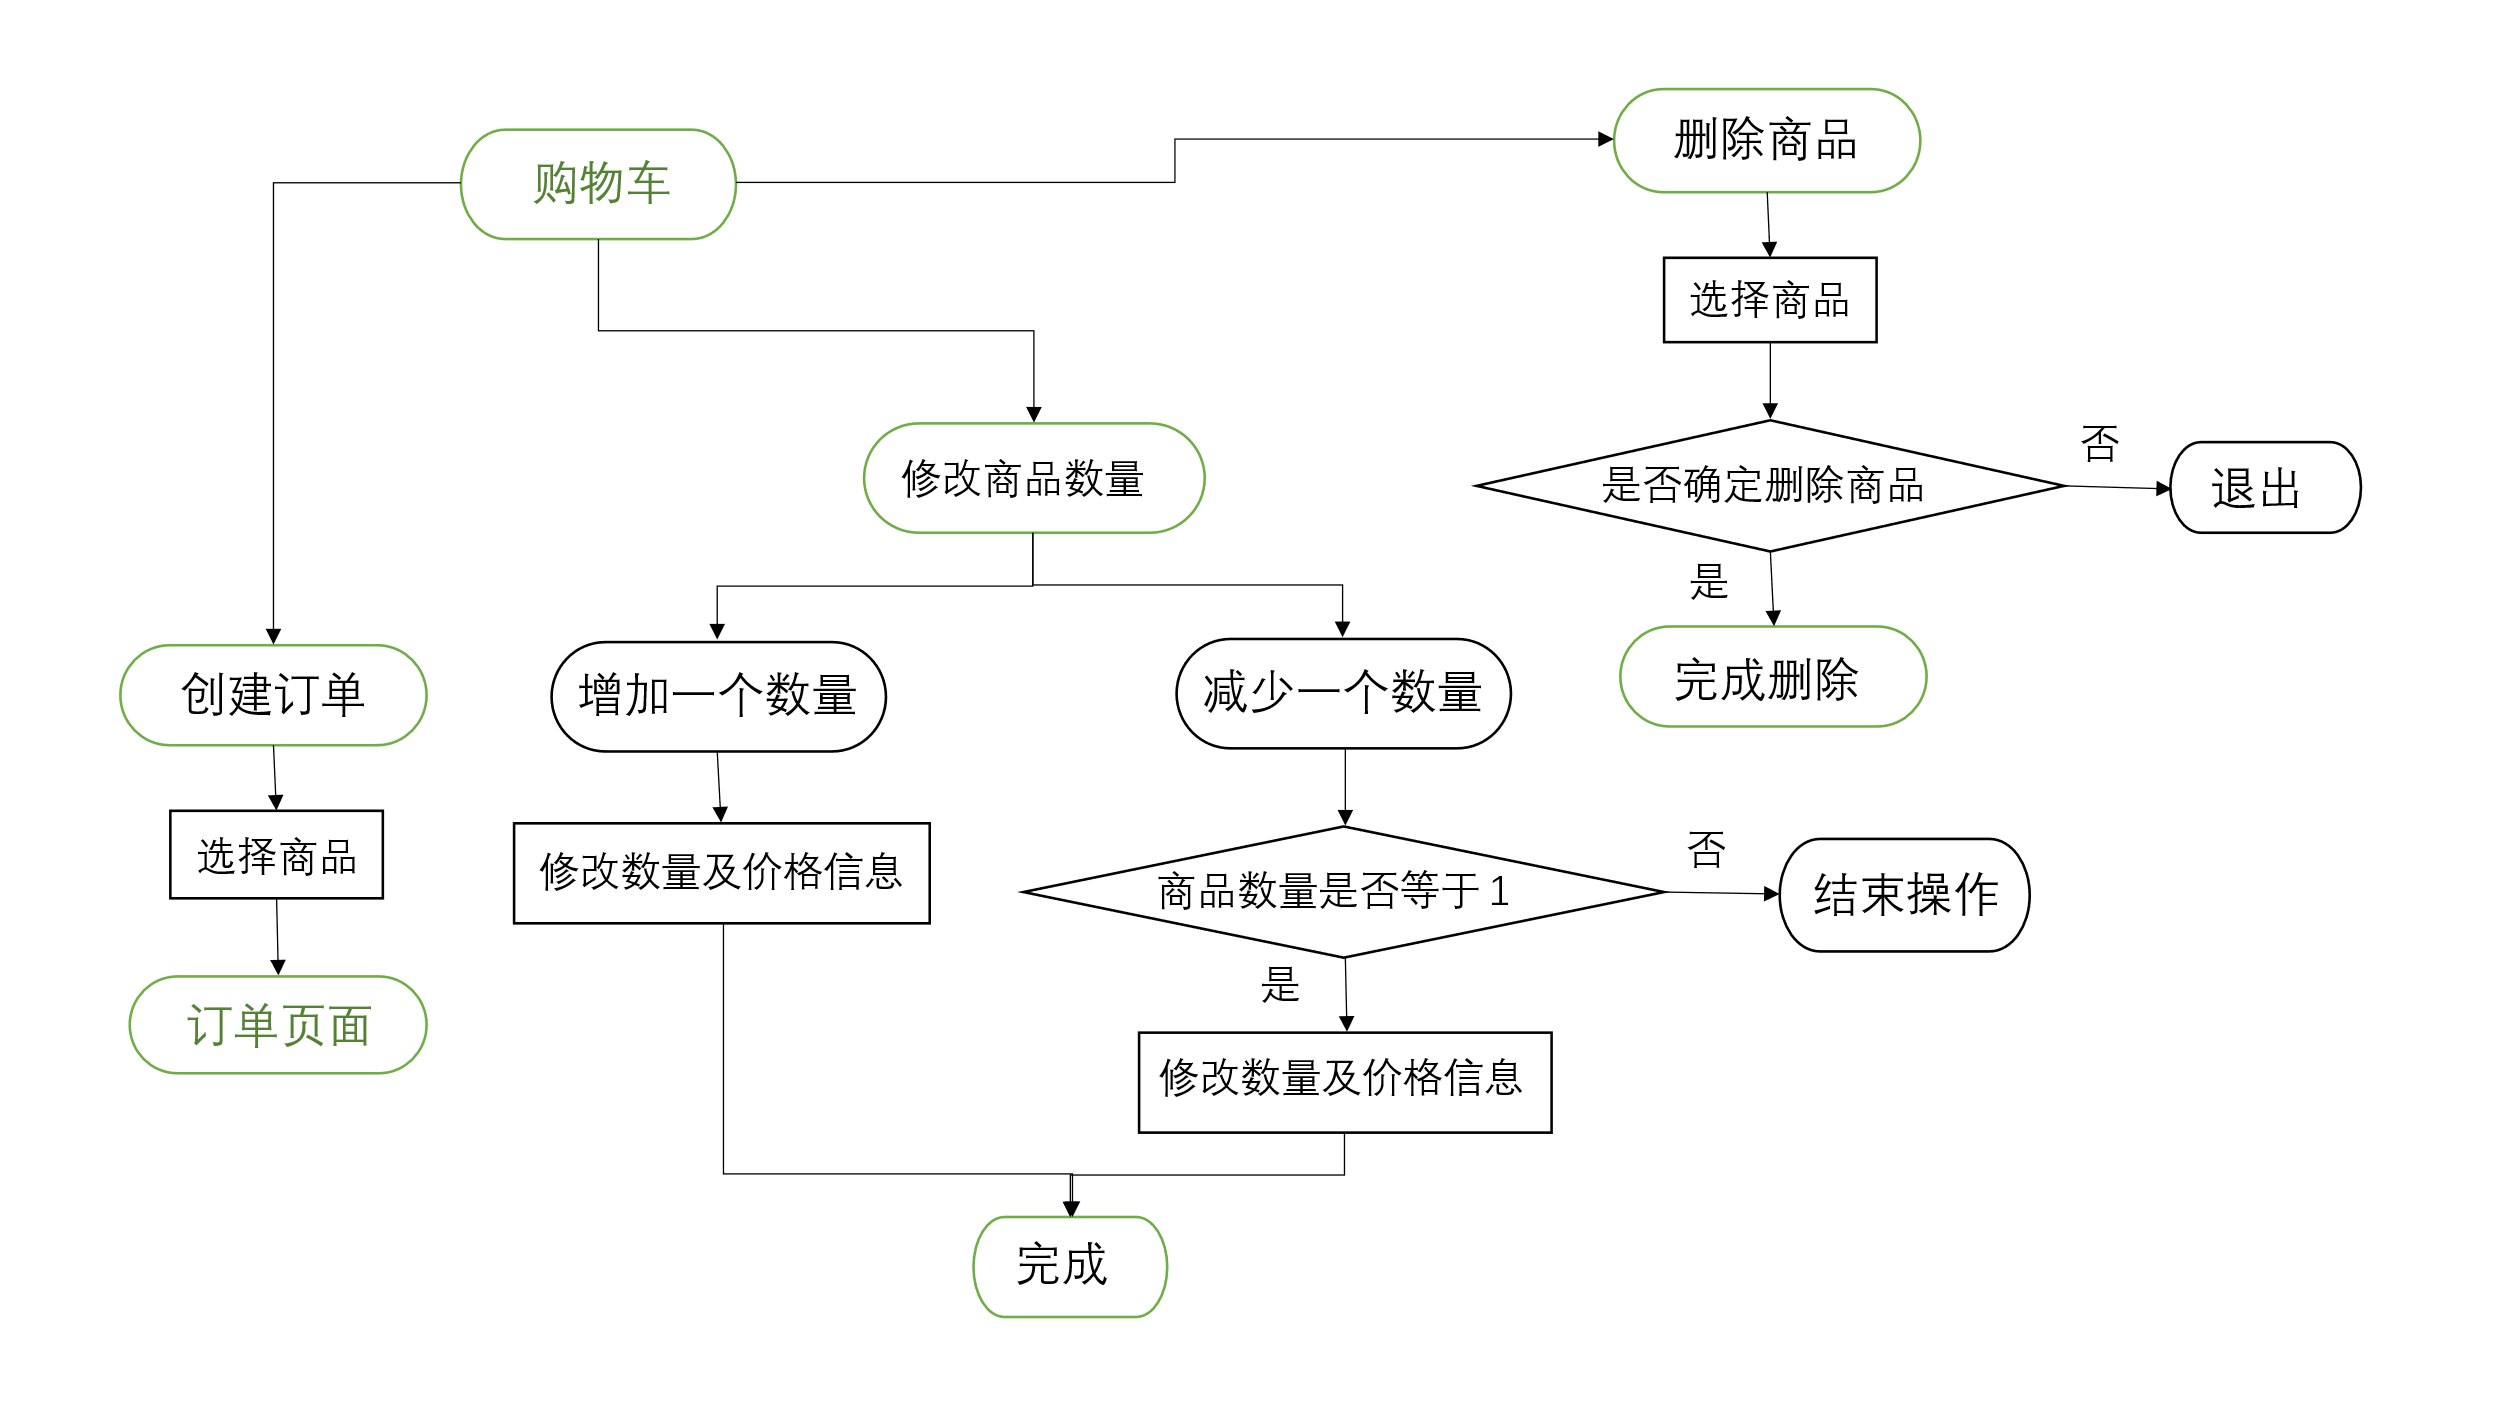 购物车
删除商品
选择商品
修改商品数量
是否确定删除商品
否
退出
是
创建订单
增加一个数量
减少一个数量
完成删除
选择商品
修改数量及价格信息
商品数量是否等于1
否
结束操作
是
订单页面
修改数量及价格信息
完成